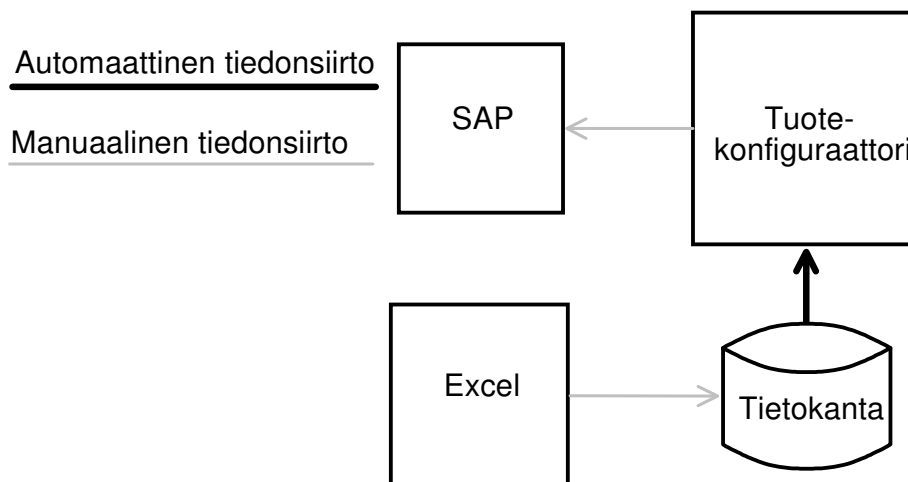 Automaattinen tiedonsiirto
Manuaalinen tiedonsiirto
SAP
Tuote-
konfiguraattori
Excel
Tietokanta